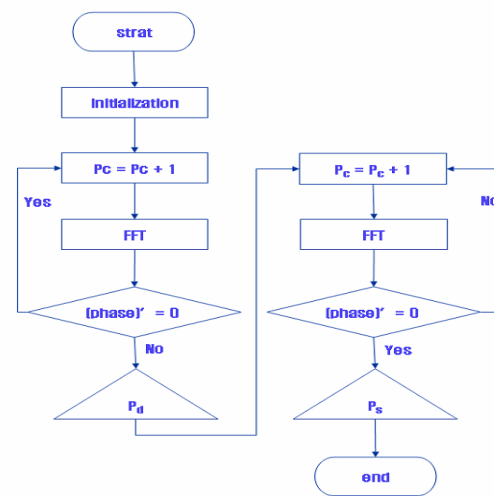 strat
Initialization
Pc = Pc + 1
Yes
FFT
(phase)' = 0
No
Pd
Pc = Pc + 1
No
FFT
(phase)' = 0
Yes
Ps
end